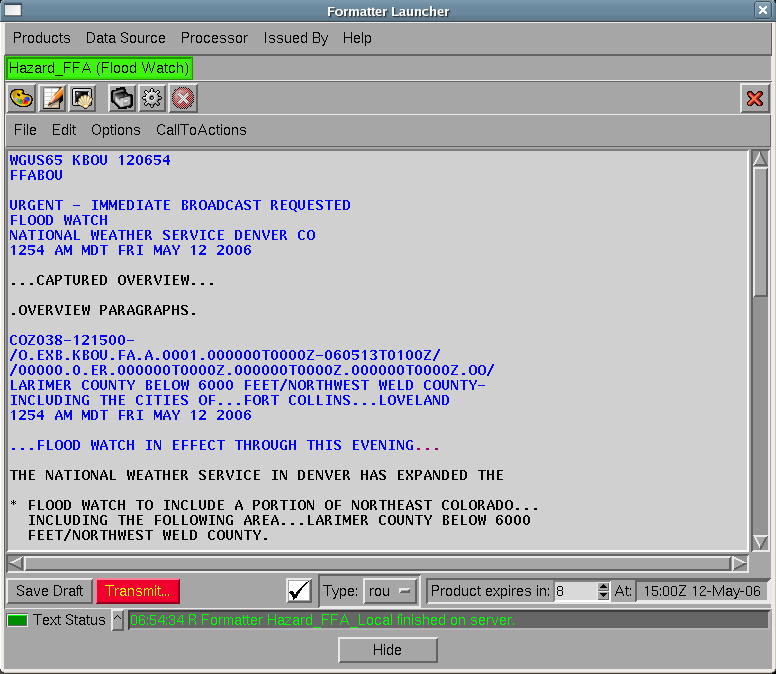 Formatter Launcher
Products Data Source Processor Issued By Help
Hazard_FFA (Flood Watch)
File Edit Options CallToActions
WGUS65 KBOU 120654
FFABOU
URGENT - IMMEDIATE BROADCAST REQUESTED
FLOOD WATCH
NATIONAL WEATHER SERVICE DENVER CO
1254 AM MDT FRI MAY 12 2006
...CAPTURED OVERVIEW...
.OVERVIEW PARAGRAPHS.
COZ038-121500-
/O.EXB.KBOU.FA.A.0001.000000T0000Z-060513T0100Z/
/00000.0.ER.000000T0000Z.000000T0000Z.000000T0000Z.OO/
LARIMER COUNTY BELOW 6000 FEET/NORTHWEST WELD COUNTY-
INCLUDING THE CITIES OF...FORT COLLINS...LOVELAND
1254 AM MDT FRI MAY 12 2006
...FLOOD WATCH IN EFFECT THROUGH THIS EVENING...
THE NATIONAL WEATHER SERVICE IN DENVER HAS EXPANDED THE
* FLOOD WATCH TO INCLUDE A PORTION OF NORTHEAST COLORADO...
INCLUDING THE FOLLOWING AREA...LARIMER COUNTY BELOW 6000
FEET/NORTHWEST WELD COUNTY.
Save Draft Transmit... Type: rou Product expires in: 8 At: 15:00Z 12-May-06
Text Status ^ 06:54:34 R Formatter Hazard_FFA_Local finished on server.
Hide